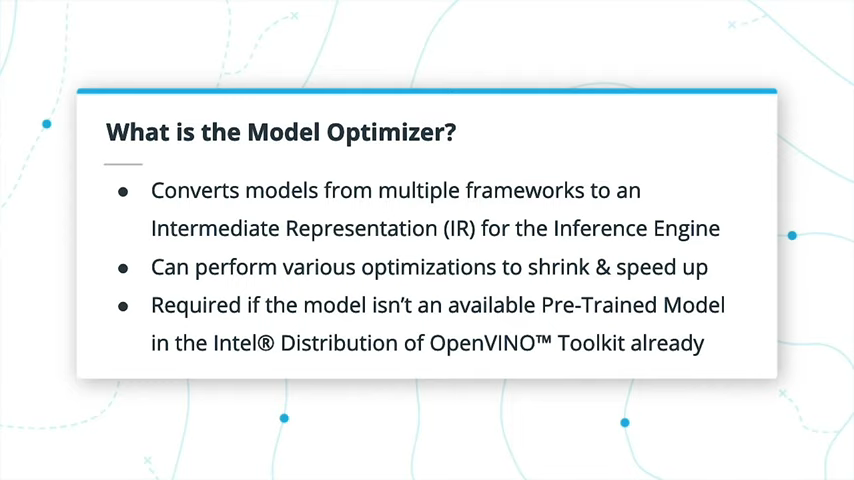 What is the Model Optimizer?
● Converts models from multiple frameworks to an
Intermediate Representation (IR) for the Inference Engine
● Can perform various optimizations to shrink & speed up
● Required if the model isn’t an available Pre-Trained Model
in the Intel® Distribution of OpenVINO™ Toolkit already